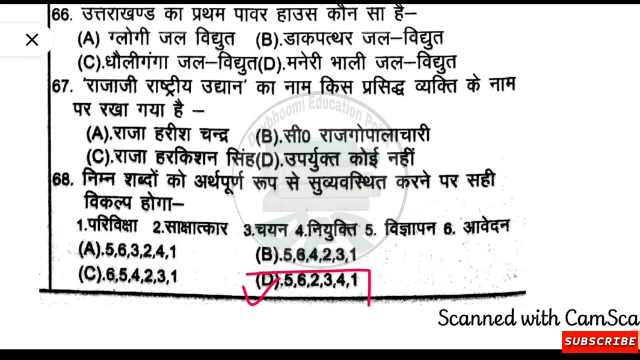 66. उत्तराखण्ड का प्रथम पावर हाउस कौन सा है–
(A) ग्लोगी जल विद्युत (B).डाकपत्थर जल–विद्युत
(C).धौलीगंगा जल–विद्युत(D).मनेरी भाली जल–विद्युत
67. 'राजाजी राष्ट्रीय उद्यान' का नाम किस प्रसिद्ध व्यक्ति के नाम
पर रखा गया है –
(A).राजा हरीश चन्द्र (B).सी0 राजगोपालाचारी
(C).राजा हरकिशन सिंह(D).उपर्युक्त कोई नहीं
68. निम्न शब्दों को अर्थपूर्ण रूप से सुव्यवस्थित करने पर सही
विकल्प होगा–
1.परिविक्षा 2.साक्षात्कार 3.चयन 4.नियुक्ति 5. विज्ञापन 6. आवेदन
(A).5,6,3,2,4,1 (B).5,6,4,2,3,1
(C).6,5,4,2,3,1 (D).5,6,2,3,4,1
Scanned with CamSca
SUBSCRIBE